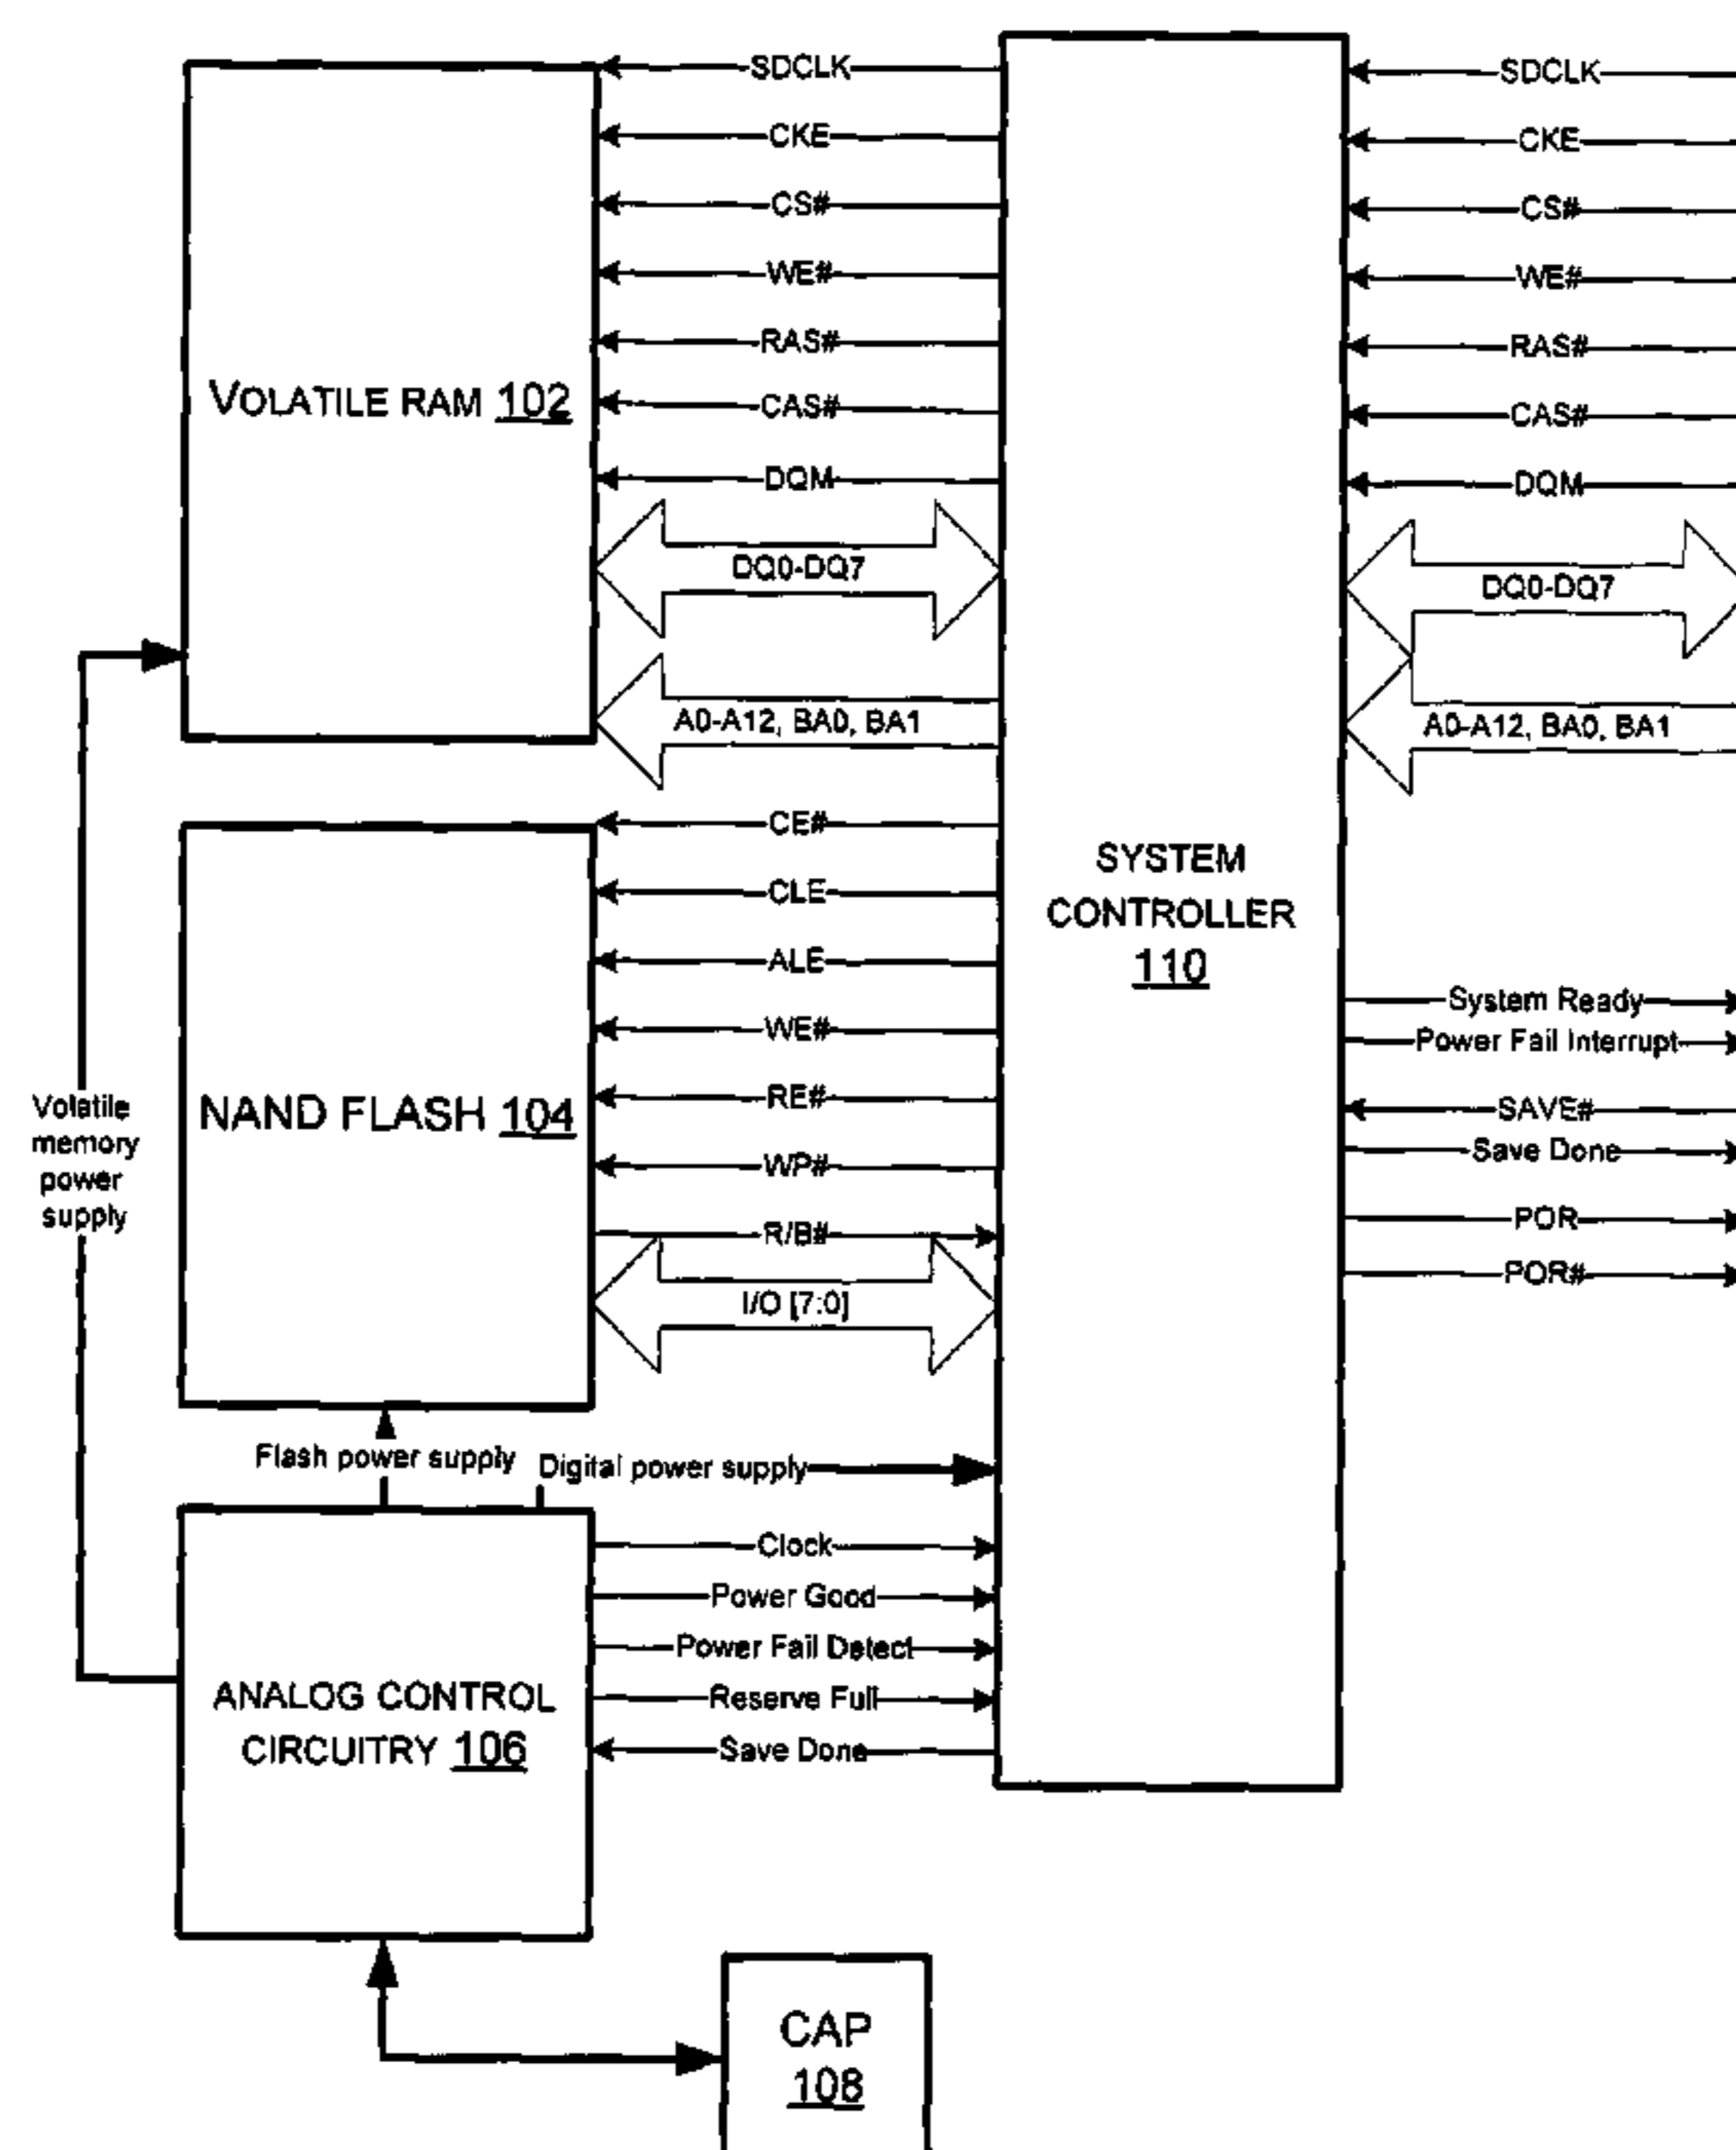 SDCLK
CKE
CS#
WE#
RAS#
CAS#
DQM
DQ0-DQ7
A0-A12, BA0, BA1
VOLATILE RAM 102
CE#
CLE
ALE
WE#
RE#
WP#
R/B#
I/O [7:0]
NAND FLASH 104
Volatile
memory
power
supply
Flash power supply
Digital power supply
Clock
Power Good
Power Fail Detect
Reserve Full
Save Done
ANALOG CONTROL
CIRCUITRY 106
CAP
108
SYSTEM
CONTROLLER
110
SDCLK
CKE
CS#
WE#
RAS#
CAS#
DQM
DQ0-DQ7
A0-A12, BA0, BA1
System Ready
Power Fail Interrupt
SAVE#
Save Done
POR
POR#